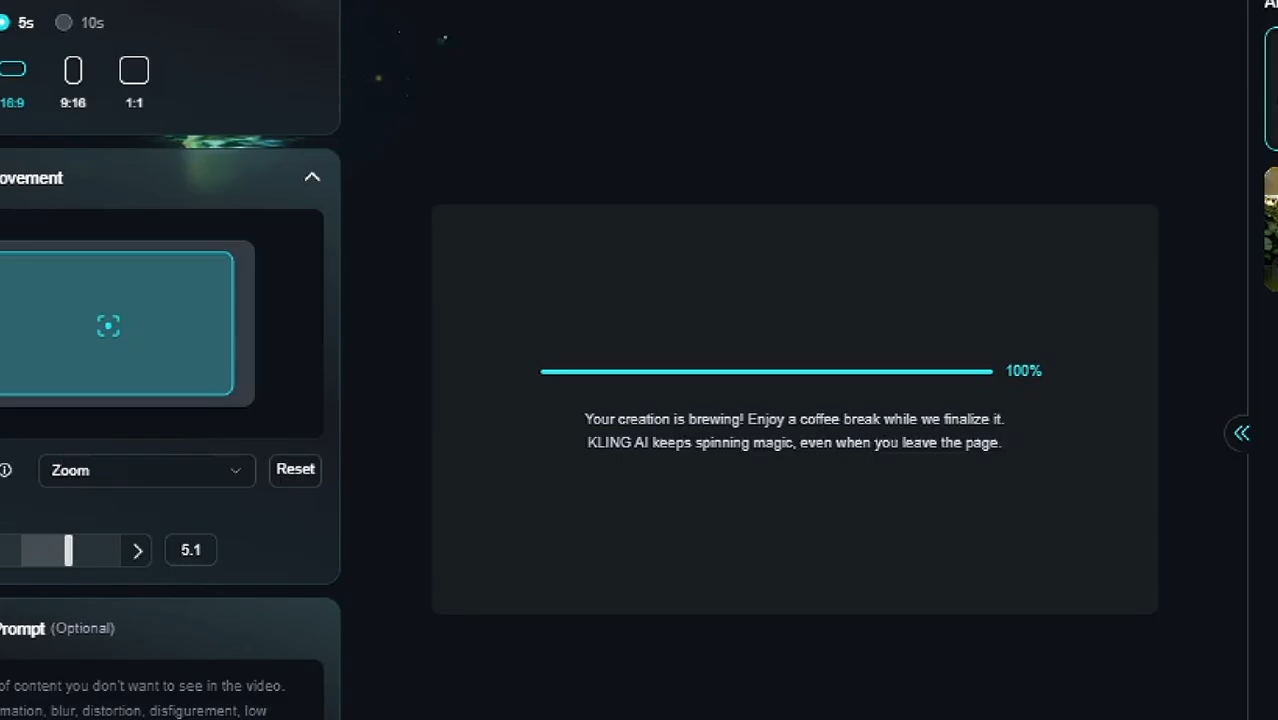 5s 10s
16:9 9:16 1:1
ovement
100%
Your creation is brewing! Enjoy a coffee break while we finalize it.
KLING AI keeps spinning magic, even when you leave the page.
Zoom Reset
5.1
Prompt (Optional)
of content you don't want to see in the video.
mation, blur, distortion, disfigurement, low